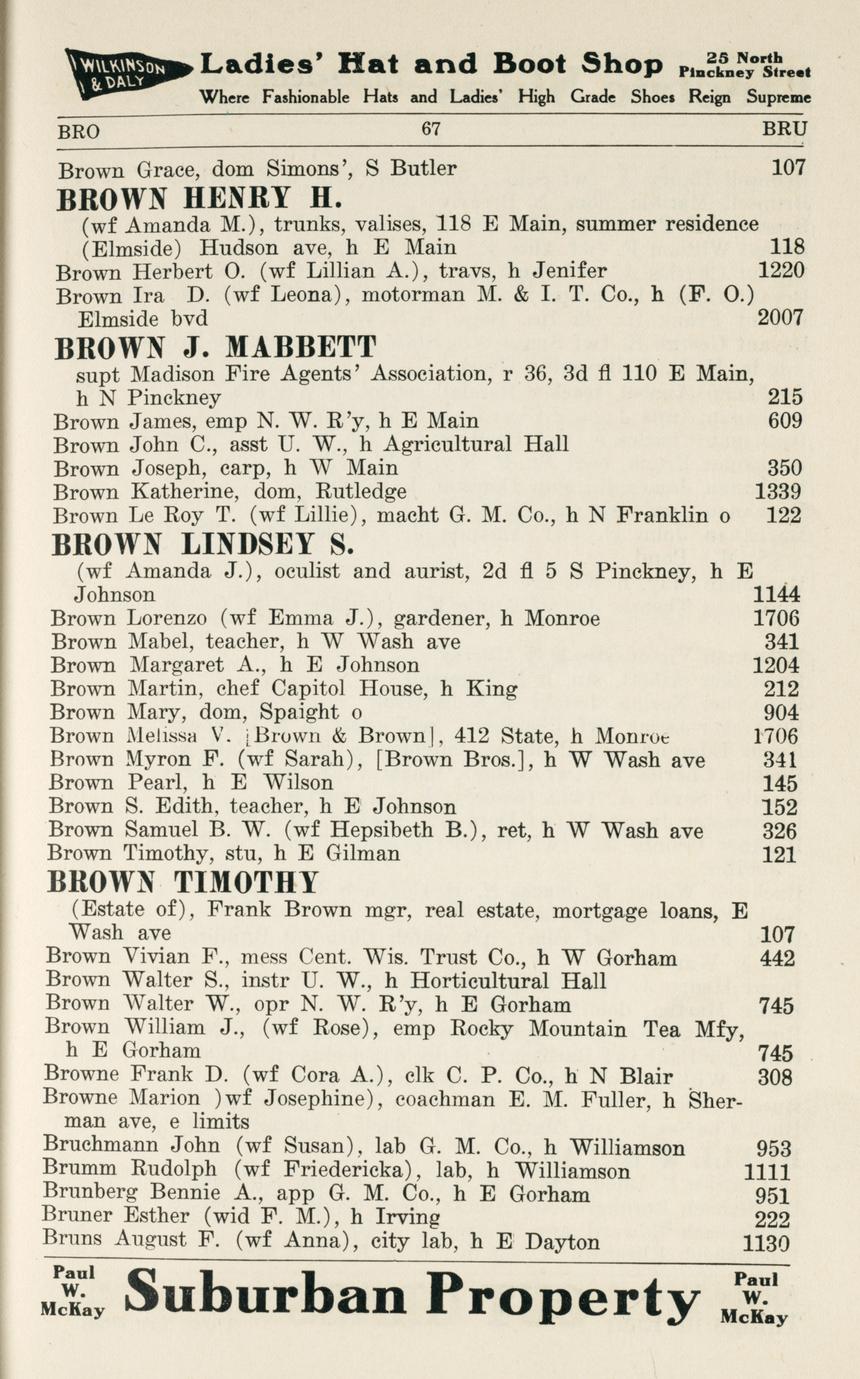 WILKINSON & DALY
Ladies' Hat and Boot Shop 25 North Pinckney Street
Where Fashionable Hats and Ladies' High Grade Shoes Reign Supreme
BRO 67 BRU
Brown Grace, dom Simons', S Butler 107
BROWN HENRY H.
(wf Amanda M.), trunks, valises, 118 E Main, summer residence
(Elmside) Hudson ave, h E Main 118
Brown Herbert O. (wf Lillian A.), travs, h Jenifer 1220
Brown Ira D. (wf Leona), motorman M. & I. T. Co., h (F. O.)
Elmside bvd 2007
BROWN J. MABBETT
supt Madison Fire Agents' Association, r 36, 3d fl 110 E Main,
h N Pinckney 215
Brown James, emp N. W. R'y, h E Main 609
Brown John C., asst U. W., h Agricultural Hall
Brown Joseph, carp, h W Main 350
Brown Katherine, dom, Rutledge 1339
Brown Le Roy T. (wf Lillie), macht G. M. Co., h N Franklin o 122
BROWN LINDSEY S.
(wf Amanda J.), oculist and aurist, 2d fl 5 S Pinckney, h E
Johnson 1144
Brown Lorenzo (wf Emma J.), gardener, h Monroe 1706
Brown Mabel, teacher, h W Wash ave 341
Brown Margaret A., h E Johnson 1204
Brown Martin, chef Capitol House, h King 212
Brown Mary, dom, Spaight o 904
Brown Melissa V. [Brown & Brown], 412 State, h Monroe 1706
Brown Myron F. (wf Sarah), [Brown Bros.], h W Wash ave 341
Brown Pearl, h E Wilson 145
Brown S. Edith, teacher, h E Johnson 152
Brown Samuel B. W. (wf Hepsibeth B.), ret, h W Wash ave 326
Brown Timothy, stu, h E Gilman 121
BROWN TIMOTHY
(Estate of), Frank Brown mgr, real estate, mortgage loans, E
Wash ave 107
Brown Vivian F., mess Cent. Wis. Trust Co., h W Gorham 442
Brown Walter S., instr U. W., h Horticultural Hall
Brown Walter W., opr N. W. R'y, h E Gorham 745
Brown William J., (wf Rose), emp Rocky Mountain Tea Mfy,
h E Gorham 745
Browne Frank D. (wf Cora A.), clk C. P. Co., h N Blair 308
Browne Marion )wf Josephine), coachman E. M. Fuller, h Sher-
man ave, e limits
Bruchmann John (wf Susan), lab G. M. Co., h Williamson 953
Brumm Rudolph (wf Friedericka), lab, h Williamson 1111
Brunberg Bennie A., app G. M. Co., h E Gorham 951
Bruner Esther (wid F. M.), h Irving 222
Bruns August F. (wf Anna), city lab, h E Dayton 1130
Paul W. McKay Suburban Property Paul W. McKay